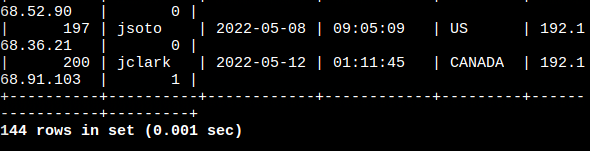 68.52.90    |       0 |
|      197 | jsoto    | 2022-05-08 | 09:05:09   | US      | 192.1
68.36.21    |       0 |
|      200 | jclark   | 2022-05-12 | 01:11:45   | CANADA  | 192.1
68.91.103   |       1 |
+----------+----------+------------+------------+---------+------
-----------+---------+
144 rows in set (0.001 sec)